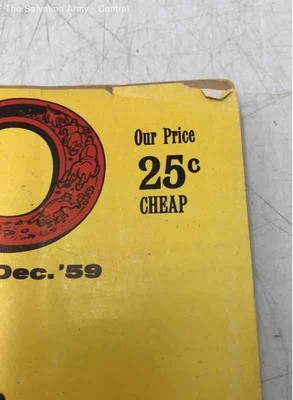 The Salvation Army - Central
O
Our Price
25c
CHEAP
Dec. '59